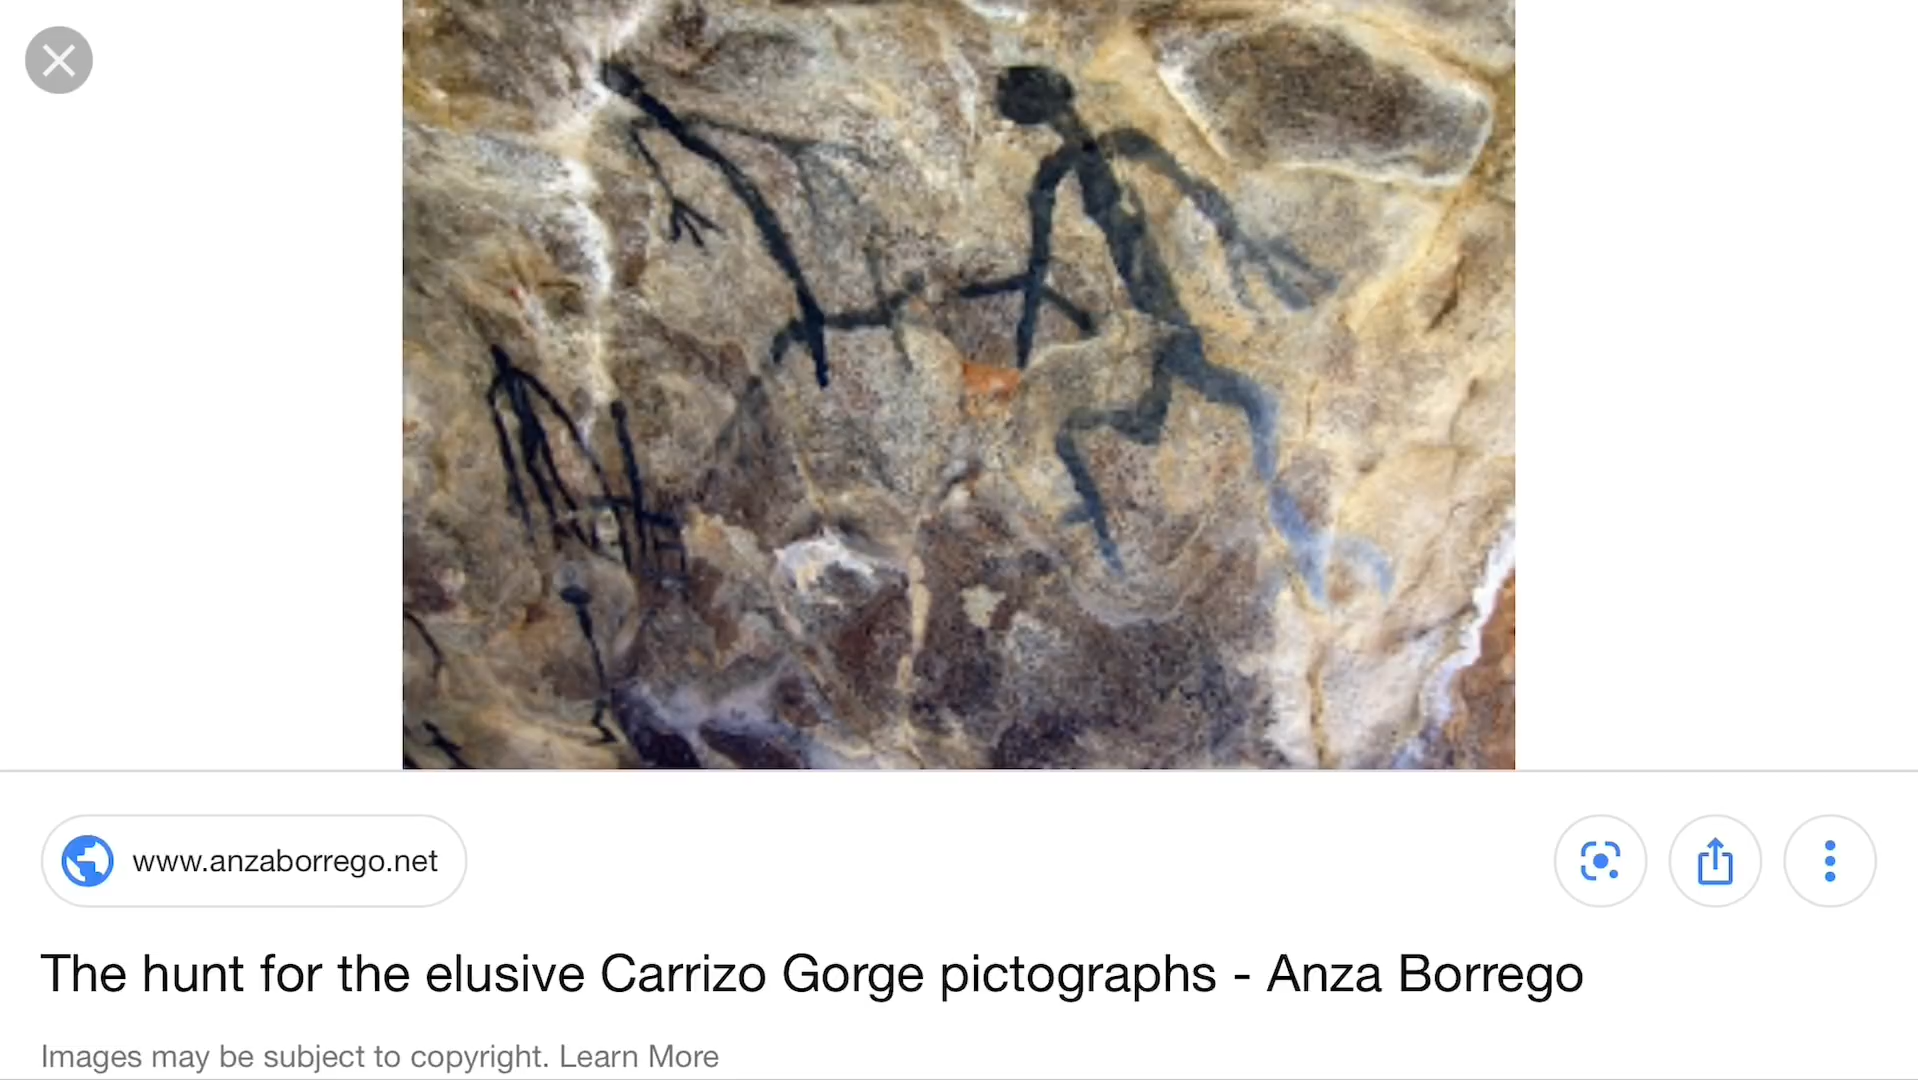 www.anzaborrego.net
The hunt for the elusive Carrizo Gorge pictographs - Anza Borrego
Images may be subject to copyright. Learn More